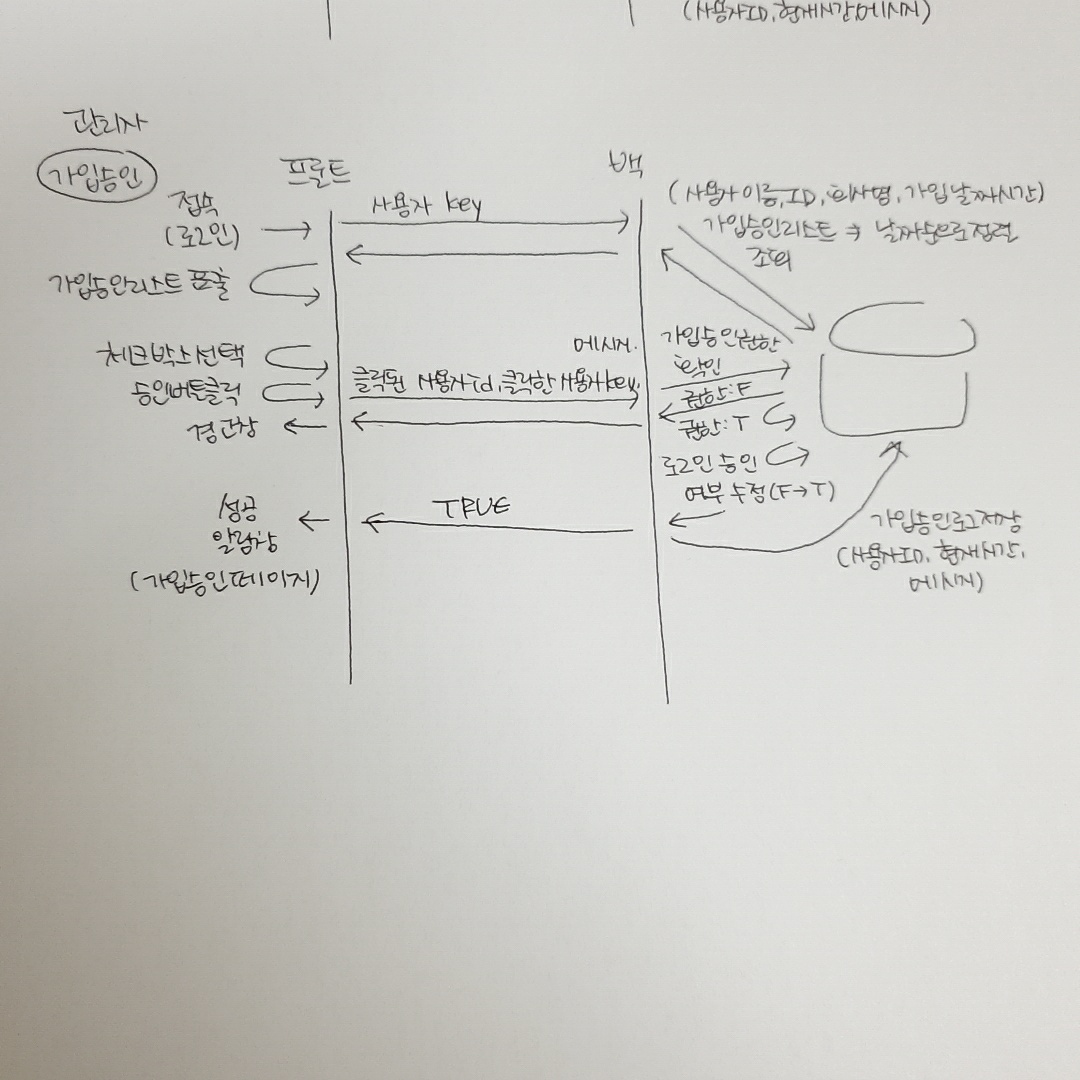 (사용자ID, 현재시간, 메시지)
관리자
가입승인
프론트
백
접속
(로그인)
사용자 key
(사용자이름, ID, 회사명, 가입날짜시간)
가입승인리스트 ⇒ 날짜순으로정렬
조회
가입승인리스트 표출
체크박스선택
승인버튼클릭
경고창
메시지.
클릭된 사용자id, 클릭한 사용자key.
가입승인권한
확인
권한:F
권한:T
로그인 승인
여부 수정(F→T)
성공
알림창
(가입승인페이지)
TRUE
가입승인로그저장
(사용자ID, 현재시간,
메시지)